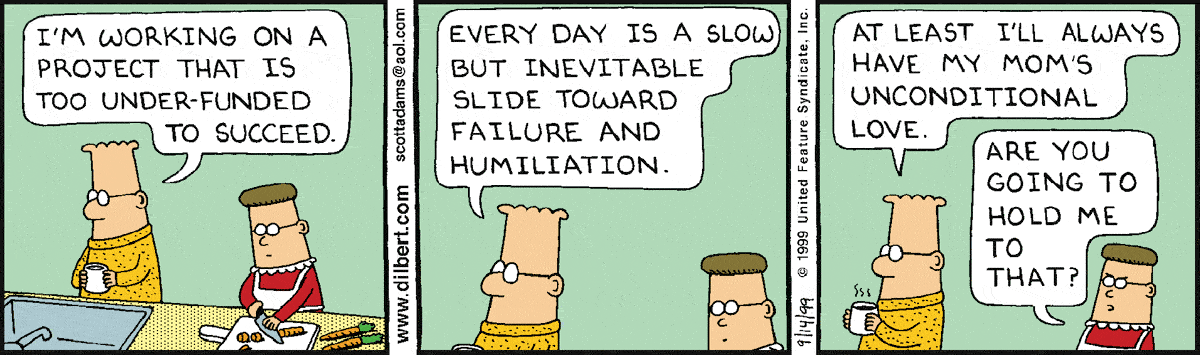 I'M WORKING ON A
PROJECT THAT IS
TOO UNDER-FUNDED
TO SUCCEED.
www.dilbert.com scottadams@aol.com
EVERY DAY IS A SLOW
BUT INEVITABLE
SLIDE TOWARD
FAILURE AND
HUMILIATION.
9/14/99 © 1999 United Feature Syndicate, Inc.
AT LEAST I'LL ALWAYS
HAVE MY MOM'S
UNCONDITIONAL
LOVE.
ARE YOU
GOING TO
HOLD ME
TO
THAT?